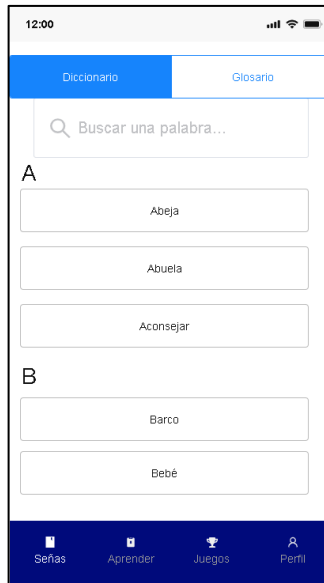 12:00
Diccionario Glosario
Buscar una palabra...
A
Abeja
Abuela
Aconsejar
B
Barco
Bebé
Señas Aprender Juegos Perfil